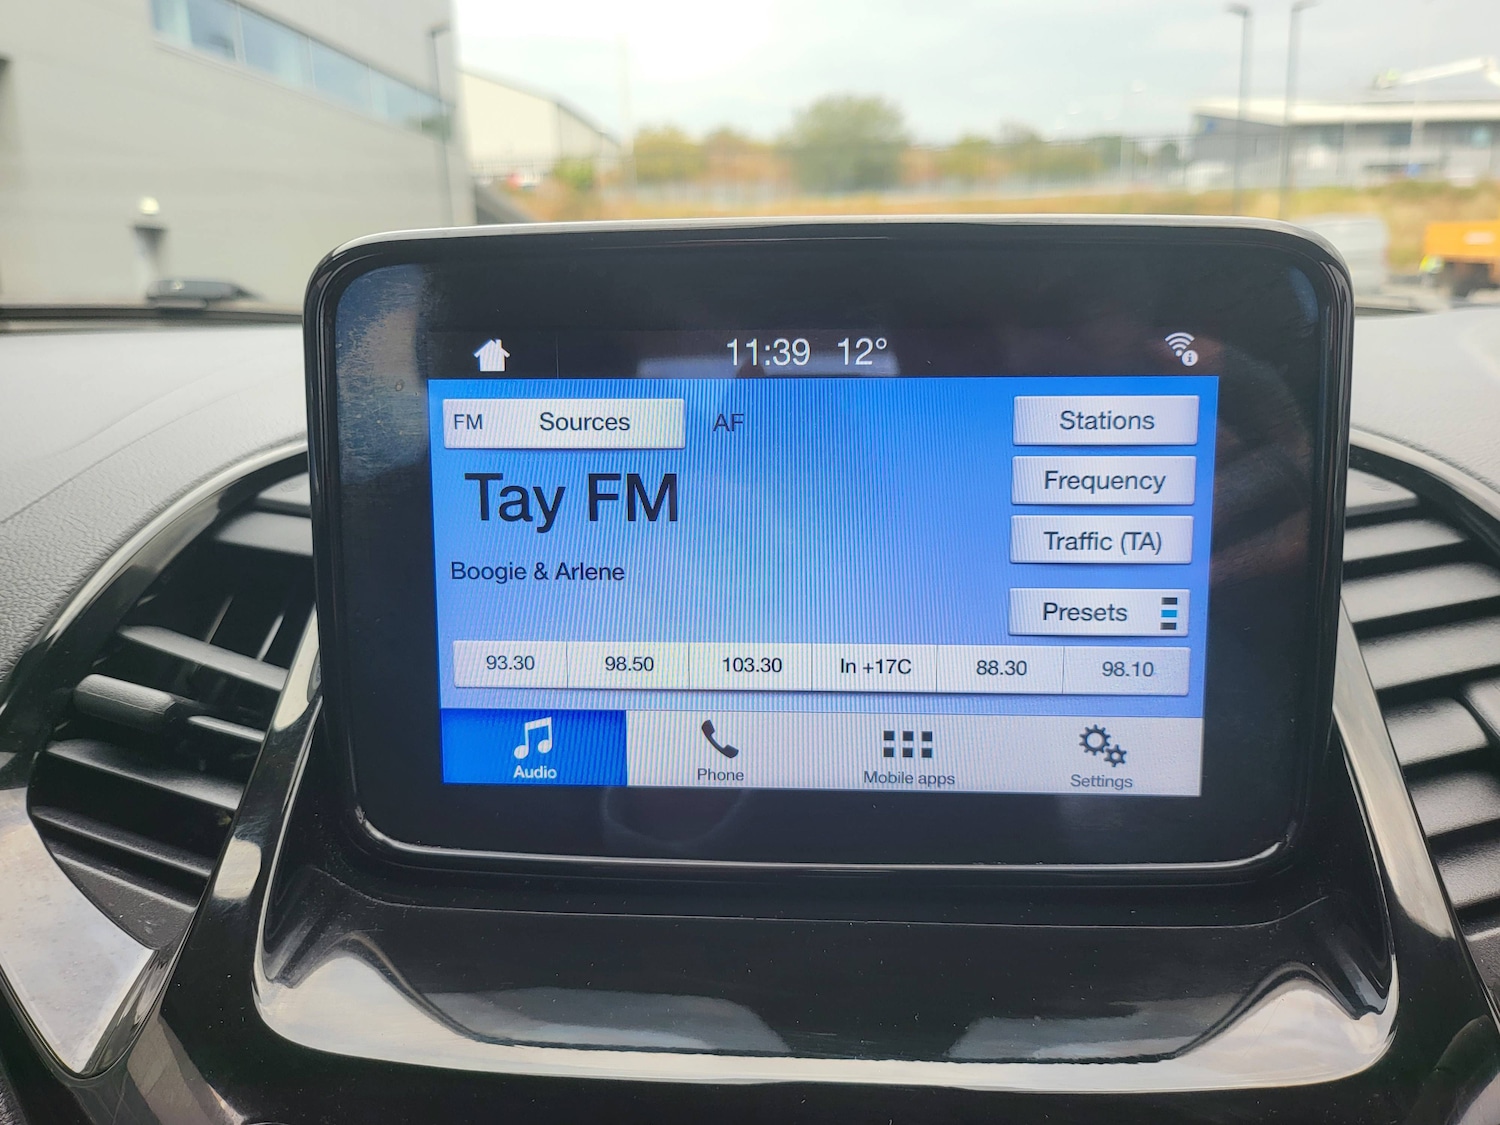 11:39 12°
FM Sources AF Stations
Tay FM
Frequency
Traffic (TA)
Boogie & Arlene
Presets
93.30 98.50 103.30 In +17C 88.30 98.10
Audio Phone Mobile apps Settings